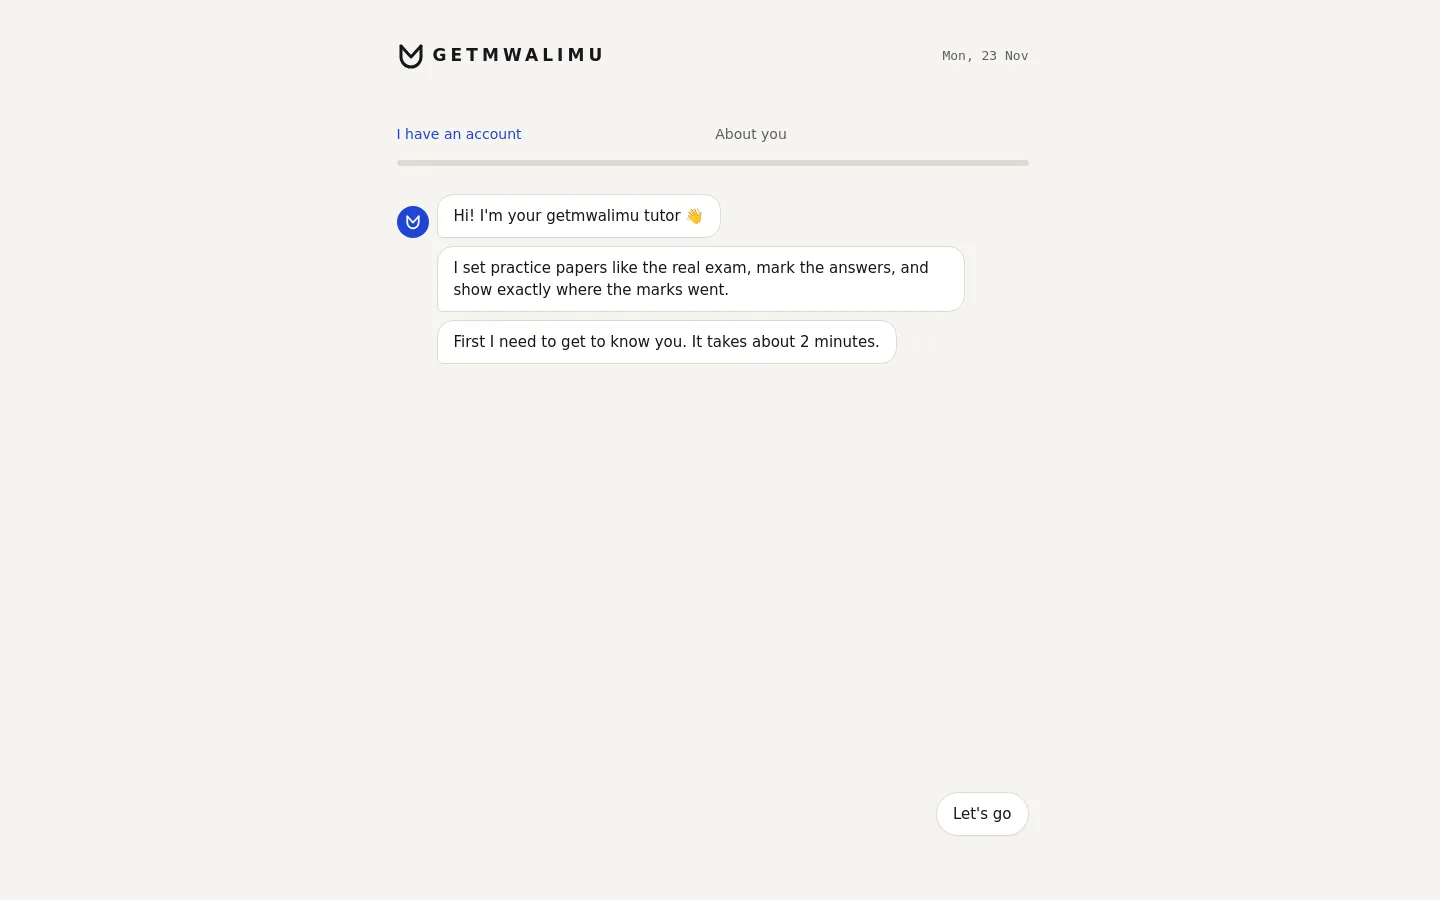 GETMWALIMU
Mon, 23 Nov
I have an account
About you
Hi! I'm your getmwalimu tutor 👋
I set practice papers like the real exam, mark the answers, and
show exactly where the marks went.
First I need to get to know you. It takes about 2 minutes.
Let's go